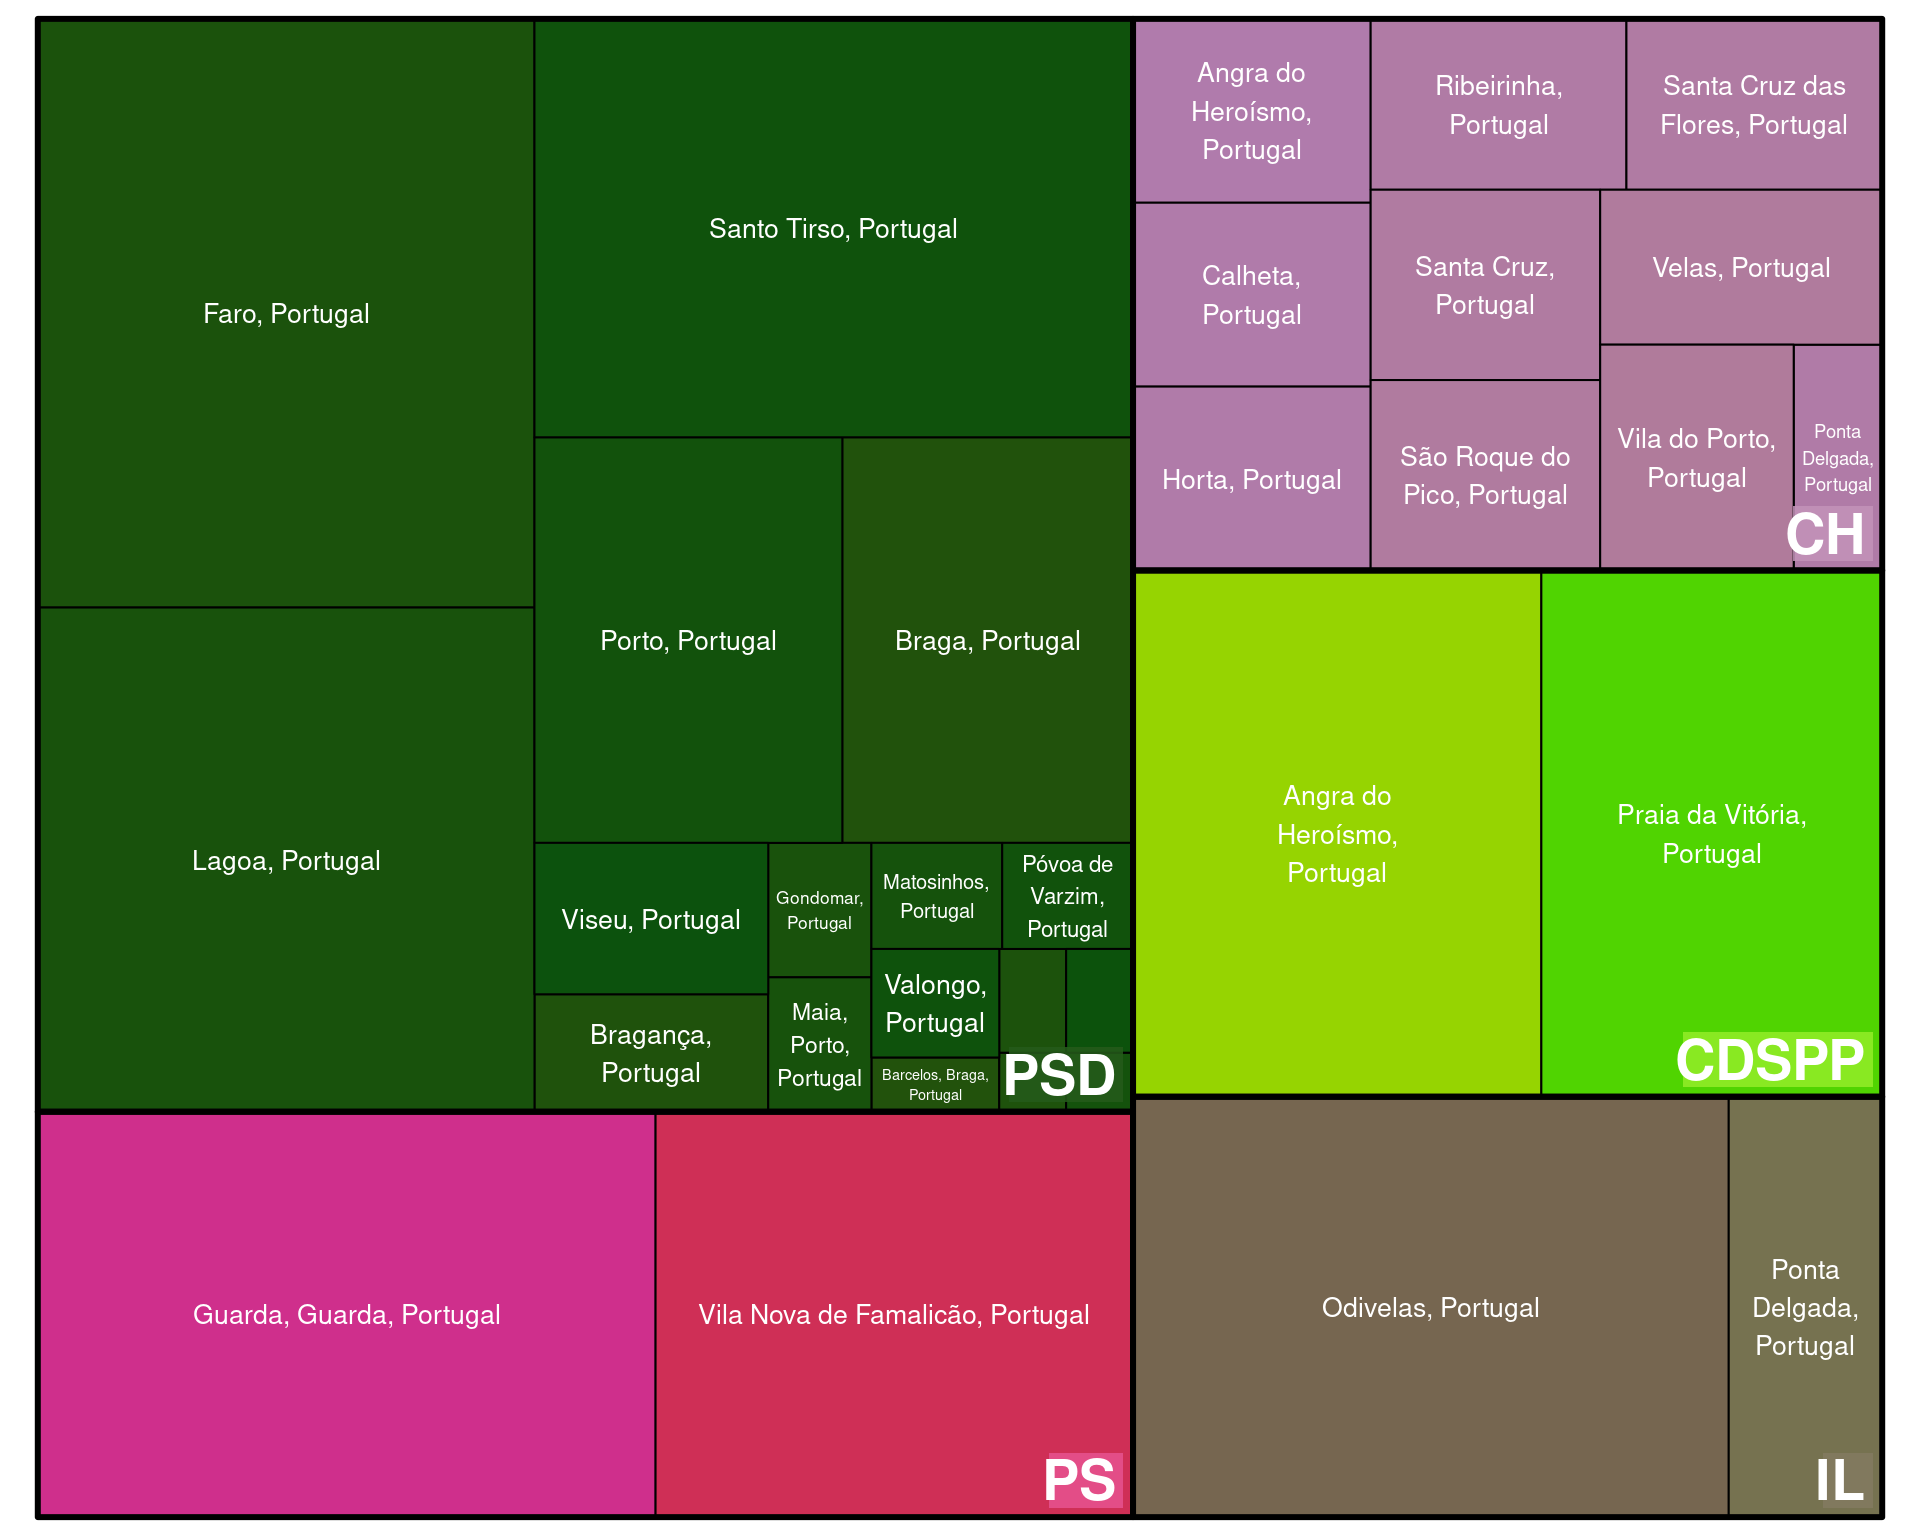 Faro, Portugal
Lagoa, Portugal
Santo Tirso, Portugal
Porto, Portugal
Braga, Portugal
Viseu, Portugal
Bragança,
Portugal
Gondomar,
Portugal
Maia,
Porto,
Portugal
Matosinhos,
Portugal
Póvoa de
Varzim,
Portugal
Valongo,
Portugal
Barcelos, Braga,
Portugal
PSD
Guarda, Guarda, Portugal
Vila Nova de Famalicão, Portugal
PS
Angra do
Heroísmo,
Portugal
Calheta,
Portugal
Horta, Portugal
Ribeirinha,
Portugal
Santa Cruz das
Flores, Portugal
Santa Cruz,
Portugal
São Roque do
Pico, Portugal
Velas, Portugal
Vila do Porto,
Portugal
Ponta
Delgada,
Portugal
CH
Angra do
Heroísmo,
Portugal
Praia da Vitória,
Portugal
CDSPP
Odivelas, Portugal
Ponta
Delgada,
Portugal
IL